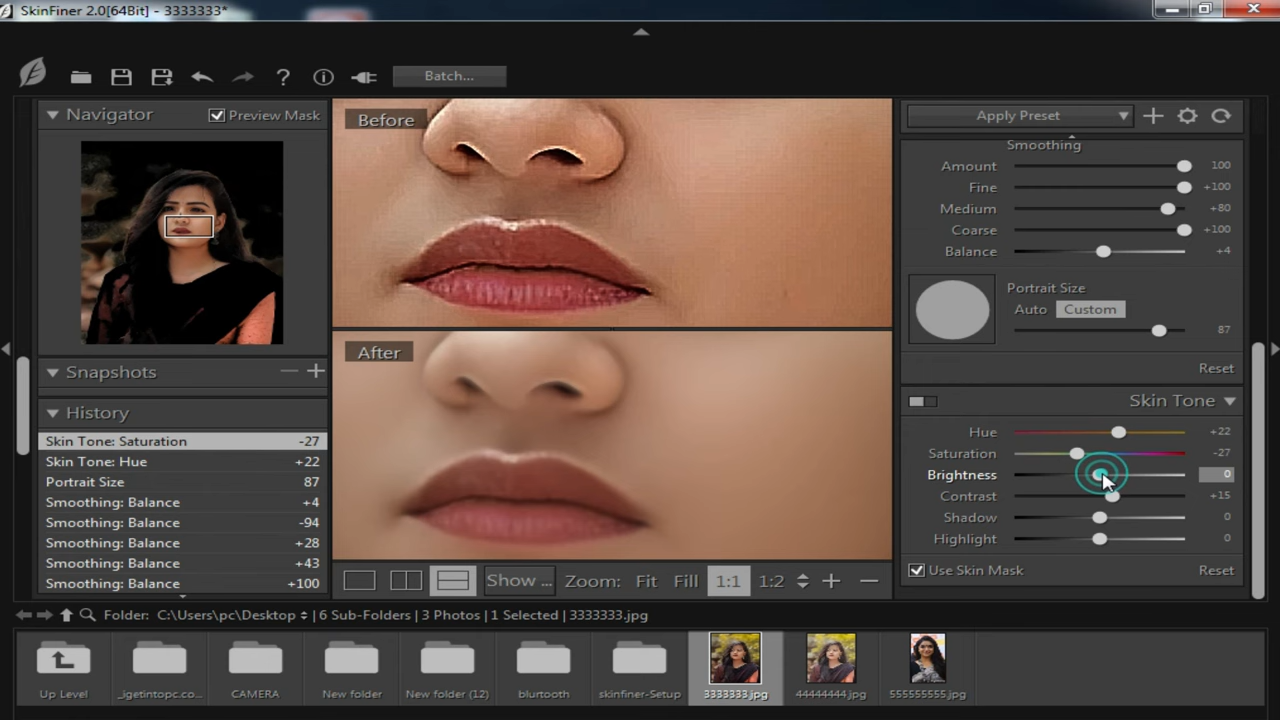 SkinFiner 2.0[64Bit] - 3333333*
Batch...
Navigator
Preview Mask
Snapshots
History
Skin Tone: Saturation -27
Skin Tone: Hue +22
Portrait Size 87
Smoothing: Balance +4
Smoothing: Balance -94
Smoothing: Balance +28
Smoothing: Balance +43
Smoothing: Balance +100
Before
After
Show ... Zoom: Fit Fill 1:1 1:2
Apply Preset
Smoothing
Amount 100
Fine +100
Medium +80
Coarse +100
Balance +4
Portrait Size
Auto Custom
87
Reset
Skin Tone
Hue +22
Saturation -27
Brightness 0
Contrast +15
Shadow 0
Highlight 0
Use Skin Mask Reset
Folder: C:\Users\pc\Desktop | 6 Sub-Folders | 3 Photos | 1 Selected | 3333333.jpg
Up Level _igetintopc.co... CAMERA New folder New folder (12) blurtooth skinfiner-Setup 3333333.jpg 44444444.jpg 555555555.jpg